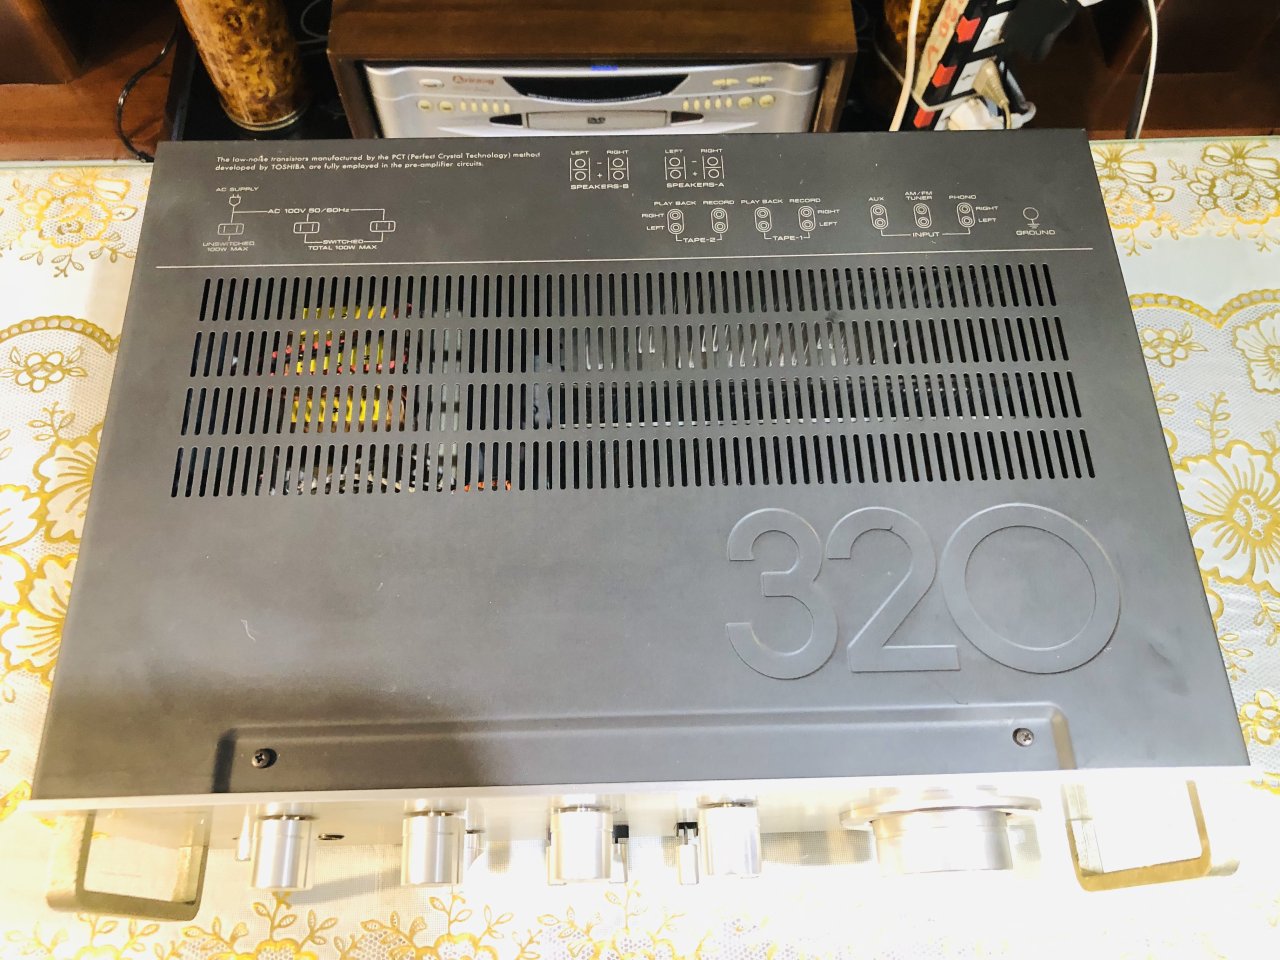 Arirang
DVD
The low-noise transistors manufactured by the PCT (Perfect Crystal Technology) method
developed by TOSHIBA are fully employed in the pre-amplifier circuits.
LEFT RIGHT
- +
SPEAKERS-B
LEFT RIGHT
- +
SPEAKERS-A
AC SUPPLY
AC 100V 50/60Hz
UNSWITCHED
100W MAX
SWITCHED
TOTAL 100W MAX
PLAY BACK RECORD PLAY BACK RECORD
RIGHT
LEFT
TAPE-2
RIGHT
LEFT
TAPE-1
AUX
AM/FM
TUNER
PHONO
RIGHT
LEFT
INPUT
GROUND
320